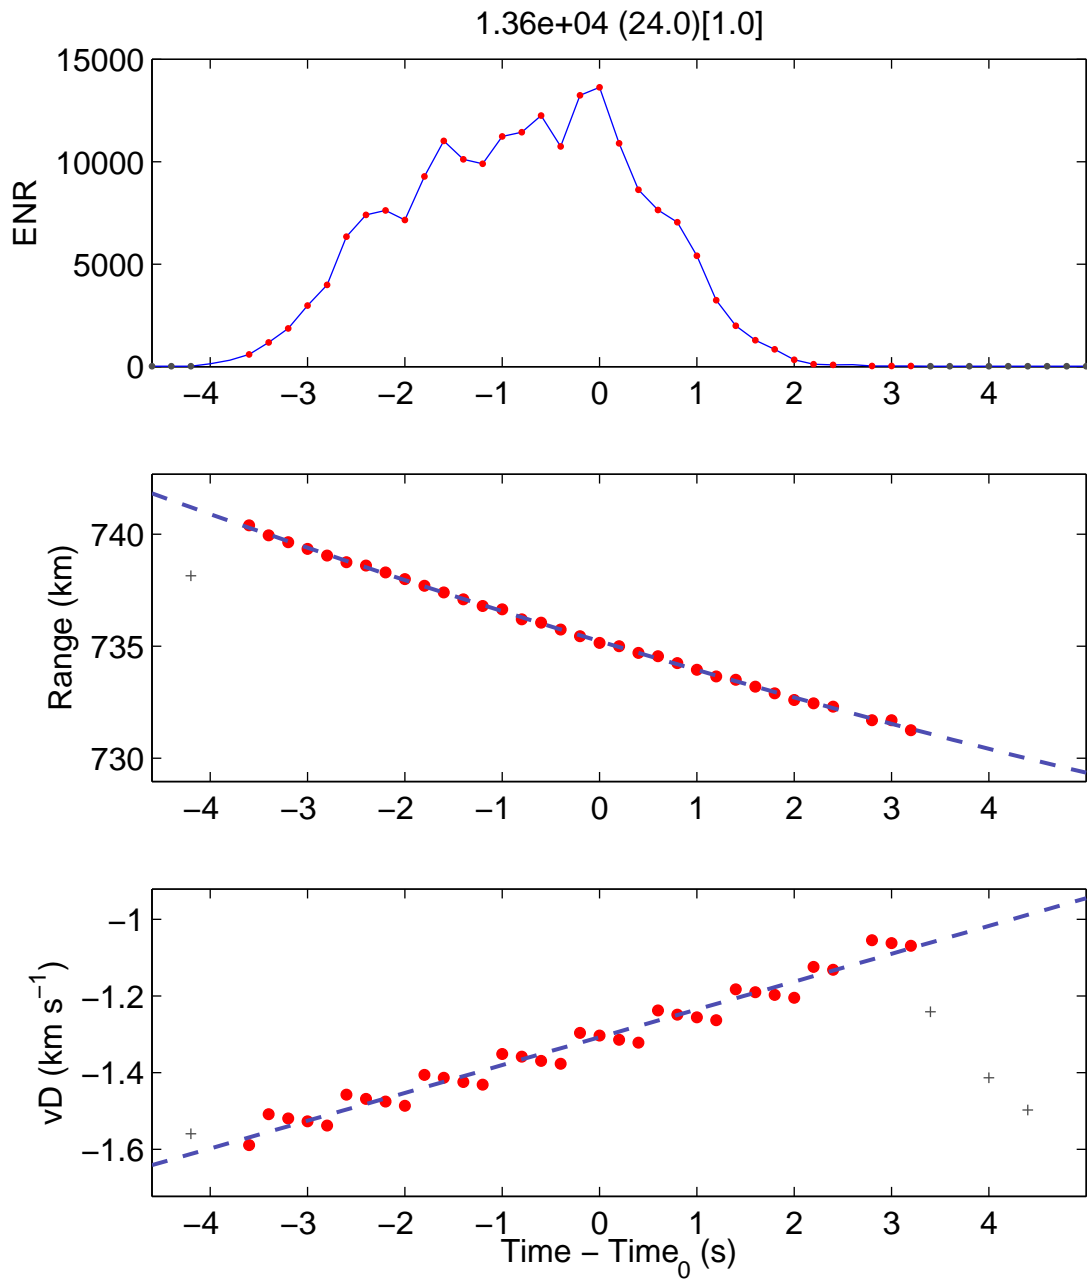 1.36e+04 (24.0)[1.0]
15000
10000
5000
0
ENR
−4 −3 −2 −1 0 1 2 3 4
740
735
730
Range (km)
−4 −3 −2 −1 0 1 2 3 4
−1
−1.2
−1.4
−1.6
vD (km s⁻¹)
−4 −3 −2 −1 0 1 2 3 4
Time − Time₀ (s)